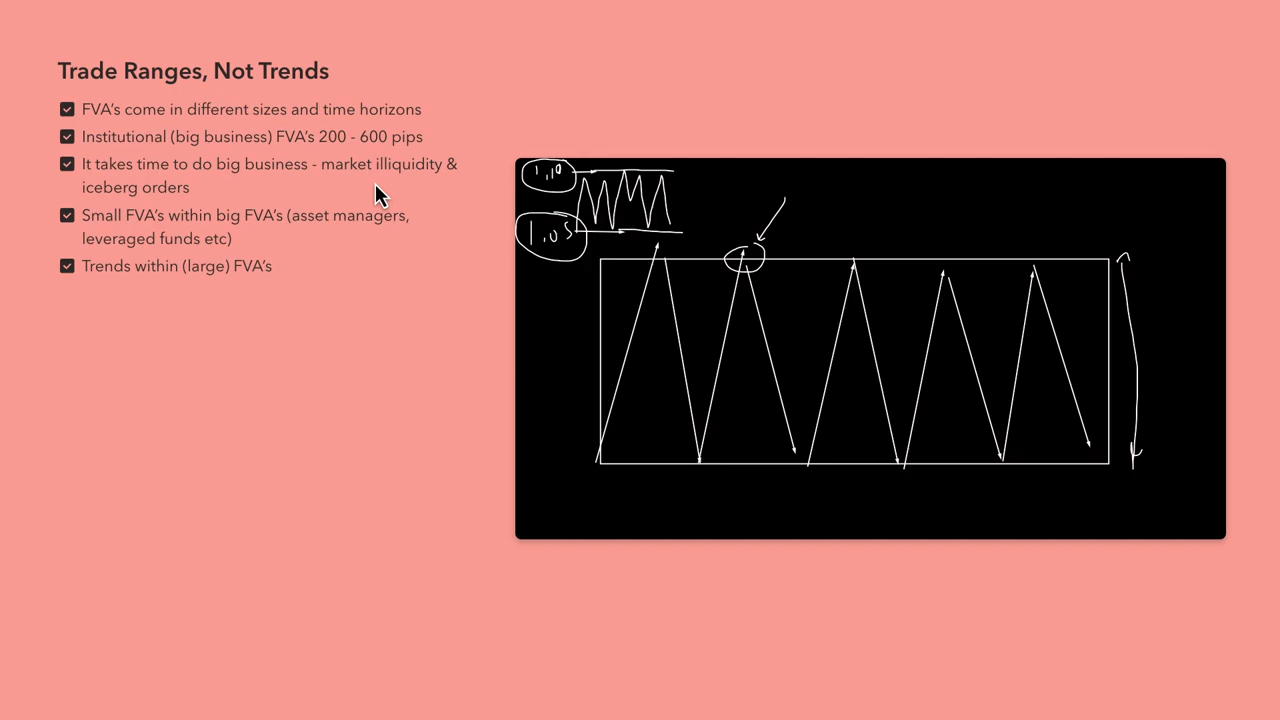 Trade Ranges, Not Trends
FVA's come in different sizes and time horizons
Institutional (big business) FVA's 200 - 600 pips
It takes time to do big business - market illiquidity &
iceberg orders
Small FVA's within big FVA's (asset managers,
leveraged funds etc)
Trends within (large) FVA's
1.10
1.05